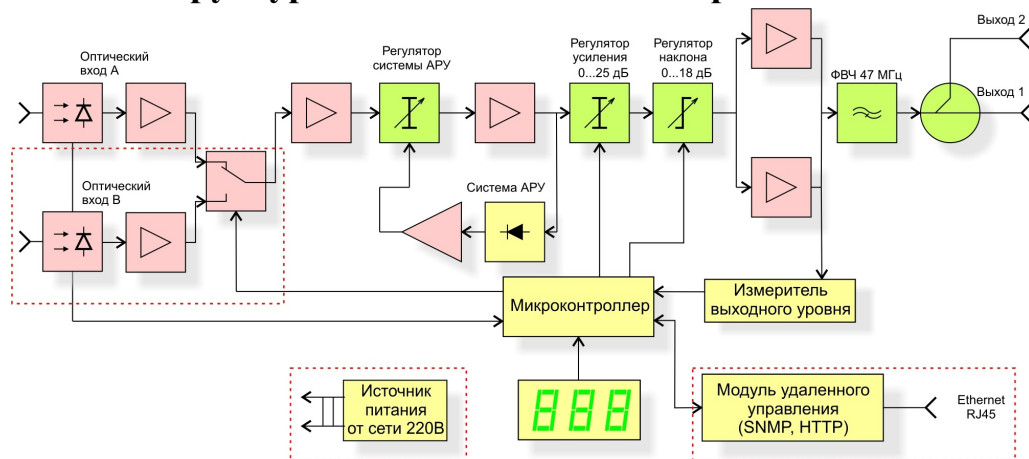 Выход 2
Регулятор
системы АРУ
Регулятор
усиления
0...25 дБ
Регулятор
наклона
0...18 дБ
Оптический
вход А
ФВЧ 47 МГц
Выход 1
Оптический
вход В
Система АРУ
Микроконтроллер
Измеритель
выходного уровня
Источник
питания
от сети 220В
888
Модуль удаленного
управления
(SNMP, HTTP)
Ethernet
RJ45